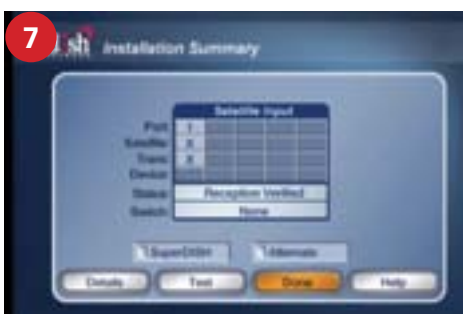 7
dish Installation Summary
Satellite Input
Port 1
Satellite X
Trans X
Device
Status Reception Verified
Switch None
SuperDISH Alternate
Details Test Done Help